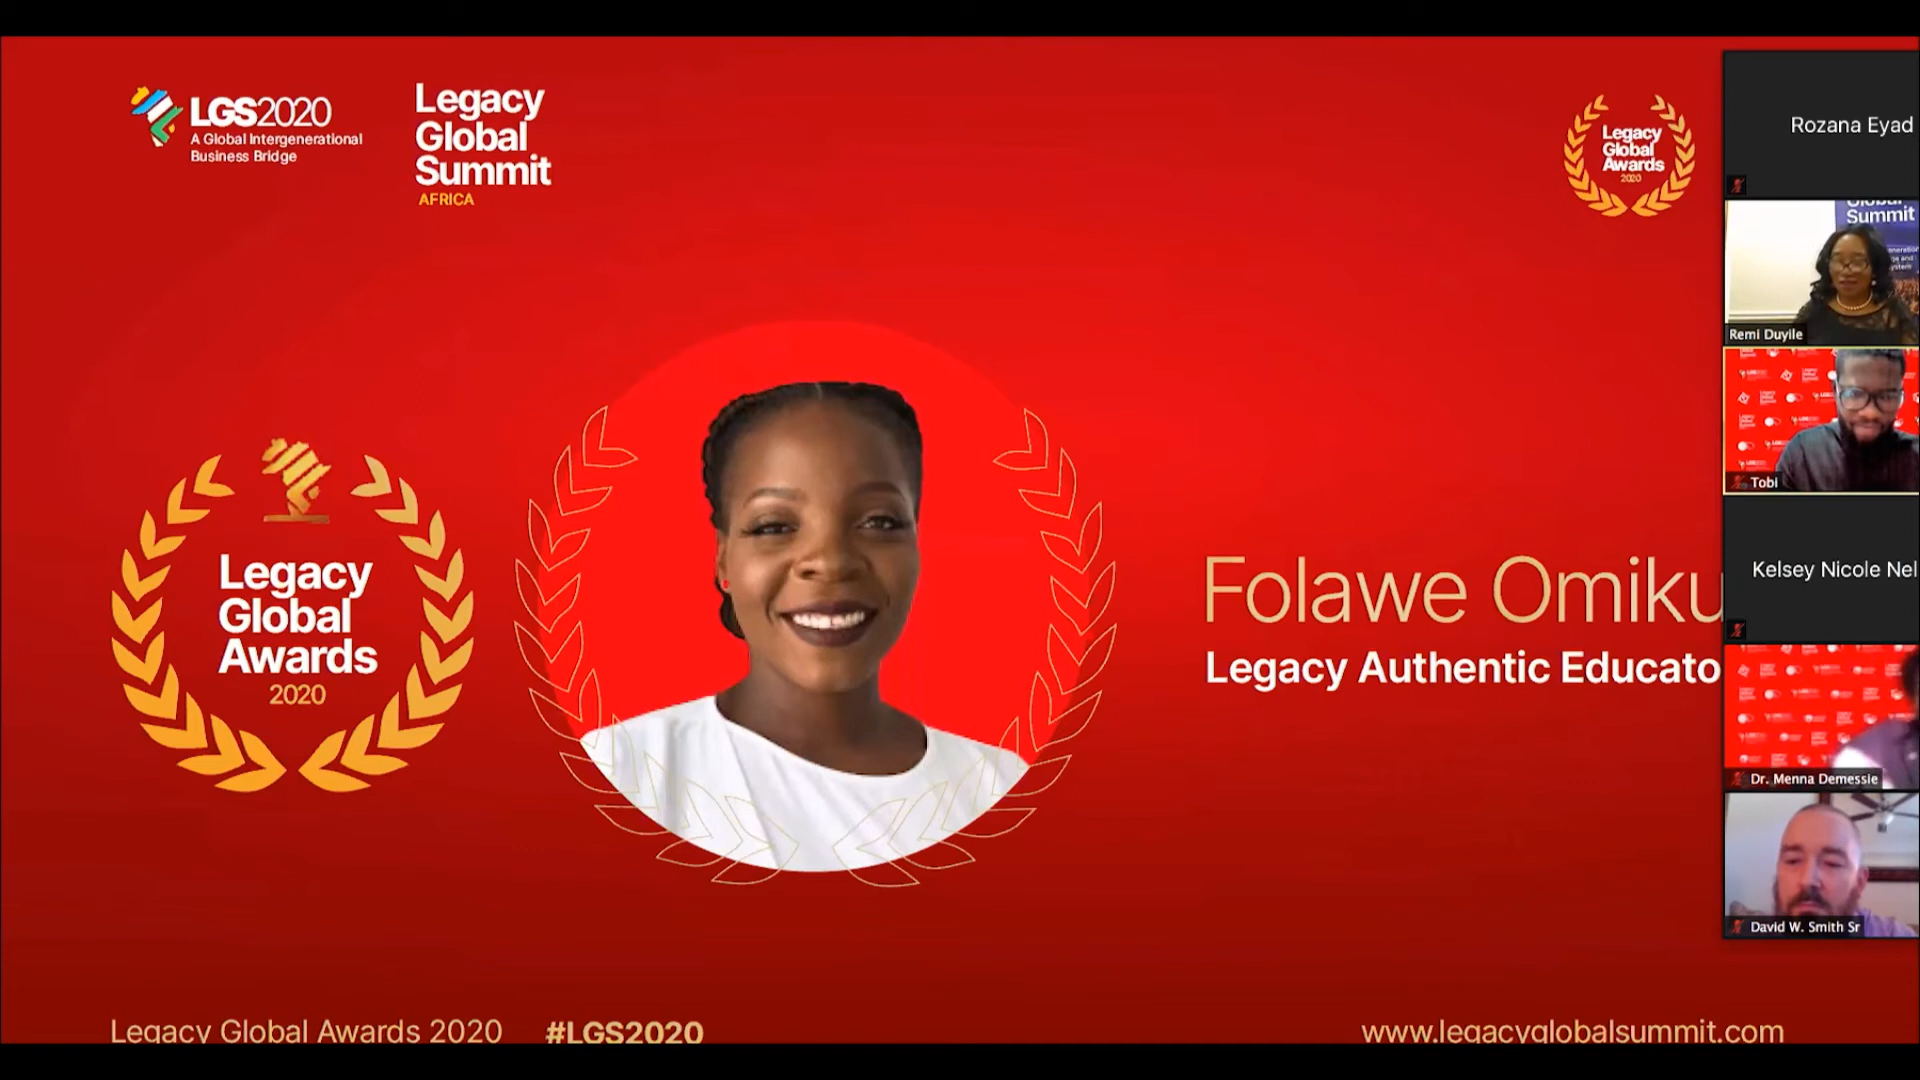 LGS2020
A Global Intergenerational
Business Bridge
Legacy
Global
Summit
AFRICA
Legacy
Global
Awards
2020
Rozana Eyad
Global
Summit
Remi Duyile
Tobi
Kelsey Nicole Nel
Dr. Menna Demessie
David W. Smith Sr
Legacy
Global
Awards
2020
Folawe Omiku
Legacy Authentic Educato
Legacy Global Awards 2020
#LGS2020
www.legacyglobalsummit.com